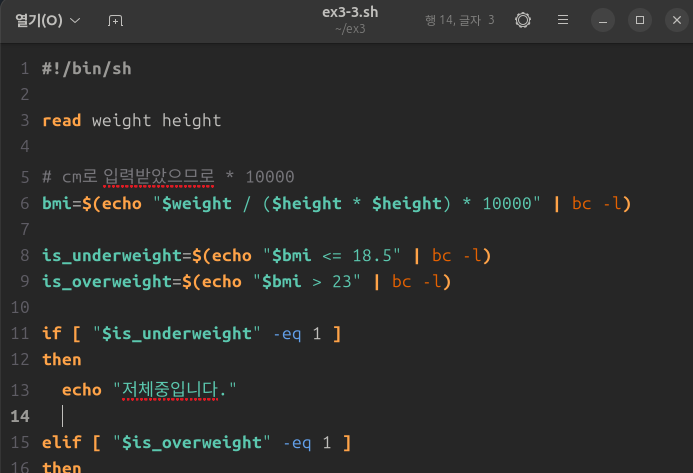 열기(O)
ex3-3.sh
~/ex3
행 14, 글자 3
1 #!/bin/sh
2
3 read weight height
4
5 # cm로 입력받았으므로 * 10000
6 bmi=$(echo "$weight / ($height * $height) * 10000" | bc -l)
7
8 is_underweight=$(echo "$bmi <= 18.5" | bc -l)
9 is_overweight=$(echo "$bmi > 23" | bc -l)
10
11 if [ "$is_underweight" -eq 1 ]
12 then
13   echo "저체중입니다."
14
15 elif [ "$is_overweight" -eq 1 ]
16 then